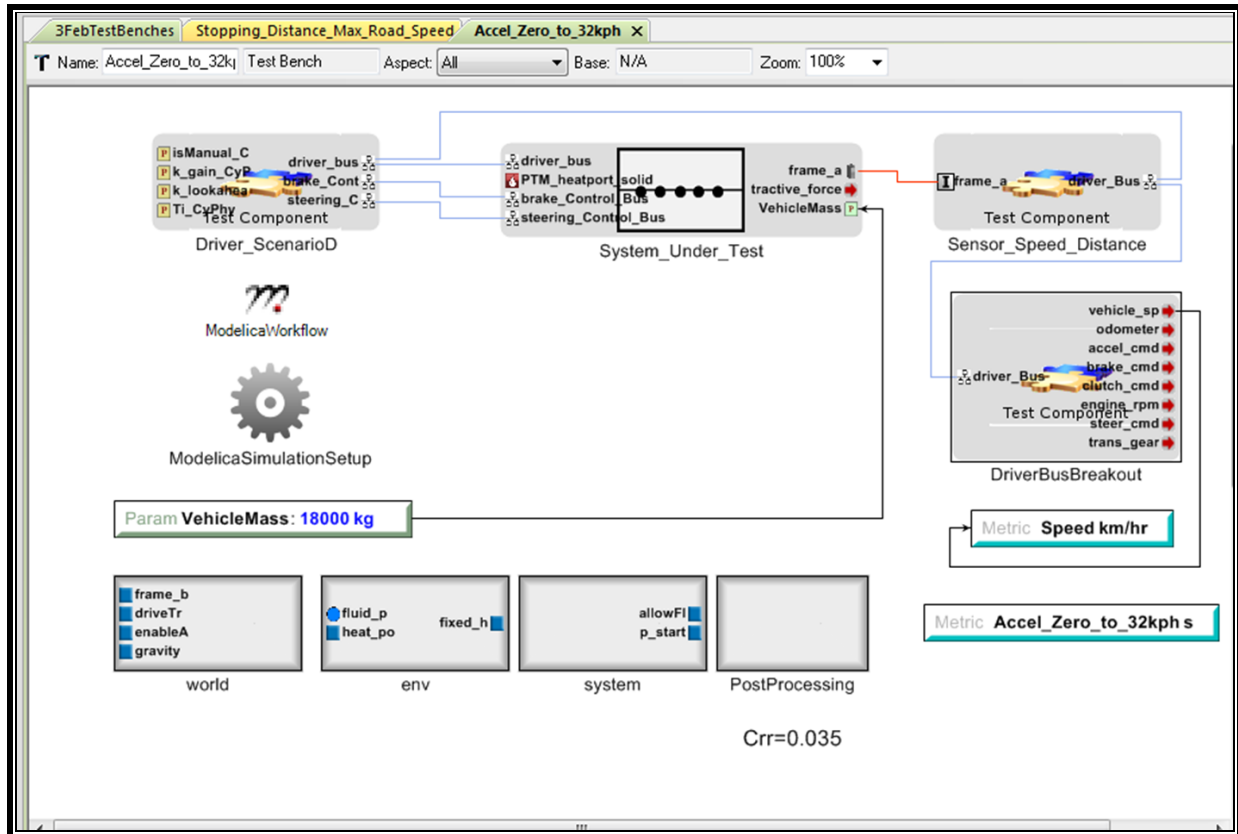 3FebTestBenches Stopping_Distance_Max_Road_Speed Accel_Zero_to_32kph
Name: Accel_Zero_to_32k Test Bench Aspect: All Base: N/A Zoom: 100%
isManual_C
k_gain_CyP
k_lookahea
Ti_CyPhy
driver_bus
brake_Cont
steering_C
Test Component
Driver_ScenarioD
driver_bus
PTM_heatport_solid
brake_Control_Bus
steering_Control_Bus
frame_a
tractive_force
VehicleMass
System_Under_Test
frame_a
driver_Bus
Test Component
Sensor_Speed_Distance
ModelicaWorkflow
ModelicaSimulationSetup
driver_Bus
vehicle_sp
odometer
accel_cmd
brake_cmd
clutch_cmd
engine_rpm
steer_cmd
trans_gear
Test Component
DriverBusBreakout
Param VehicleMass: 18000 kg
Metric Speed km/hr
Metric Accel_Zero_to_32kph s
frame_b
driveTr
enableA
gravity
world
fluid_p
heat_po
fixed_h
env
allowFl
p_start
system
PostProcessing
Crr=0.035